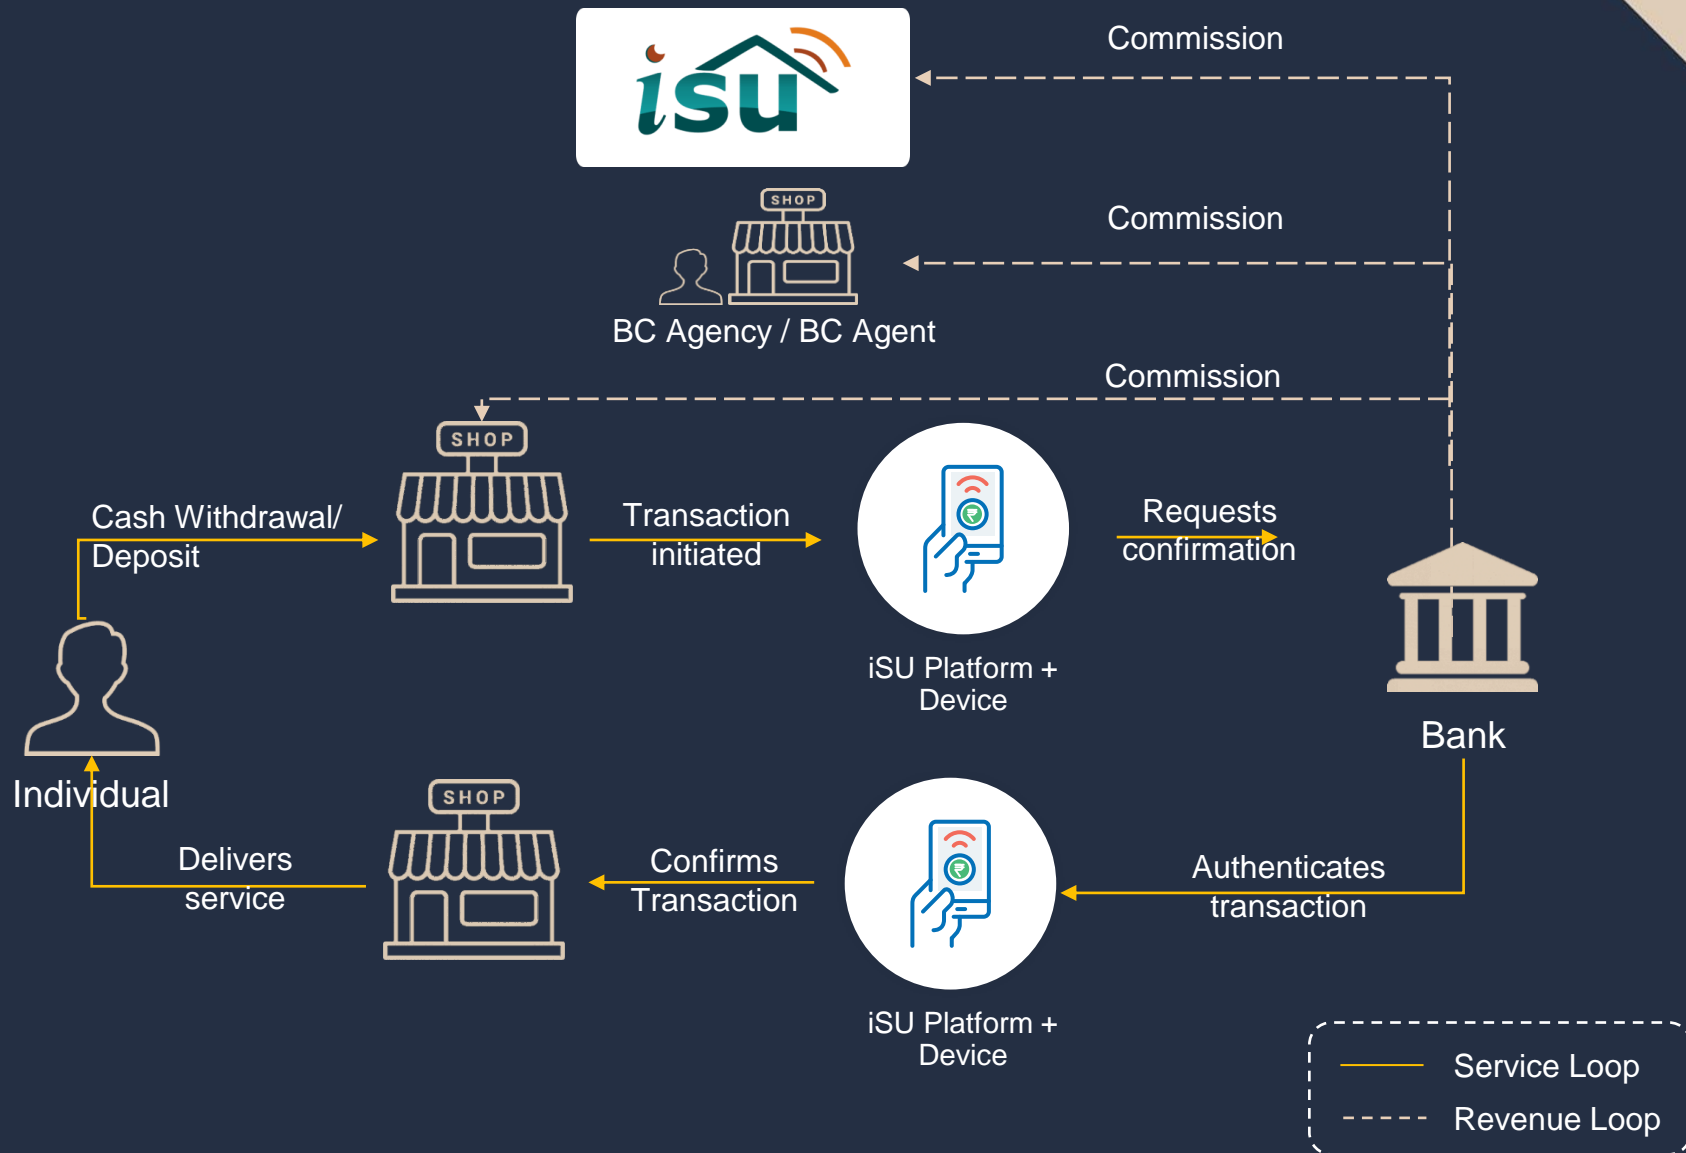 isu
Commission
SHOP
Commission
BC Agency / BC Agent
Commission
SHOP
Cash Withdrawal/
Deposit
Transaction
initiated
₹
Requests
confirmation
iSU Platform +
Device
Bank
Individual
SHOP
Delivers
service
Confirms
Transaction
₹
Authenticates
transaction
iSU Platform +
Device
Service Loop
Revenue Loop